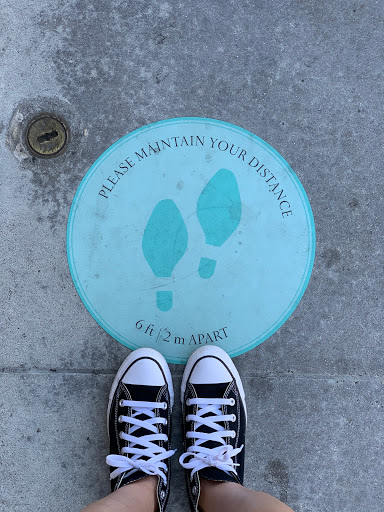 PLEASE MAINTAIN YOUR DISTANCE
6 ft / 2 m APART